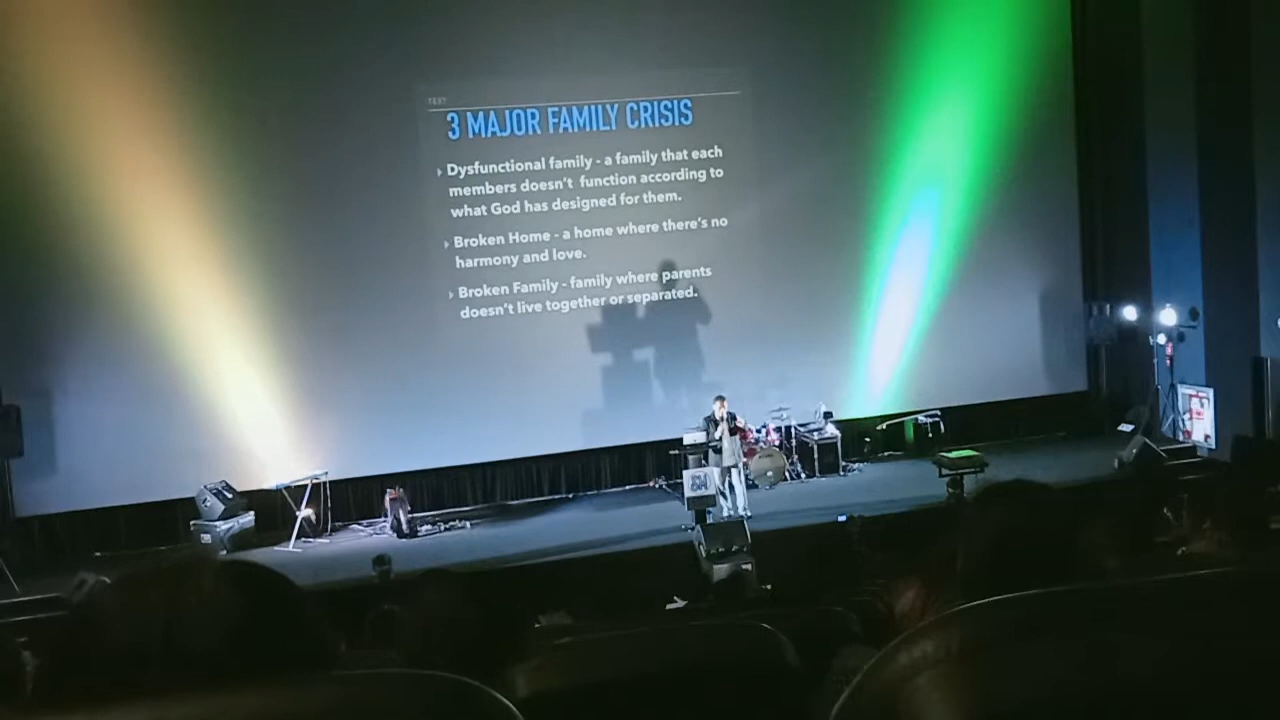 TEXT
3 MAJOR FAMILY CRISIS
Dysfunctional family - a family that each
members doesn't function according to
what God has designed for them.
Broken Home - a home where there's no
harmony and love.
Broken Family - family where parents
doesn't live together or separated.
SM